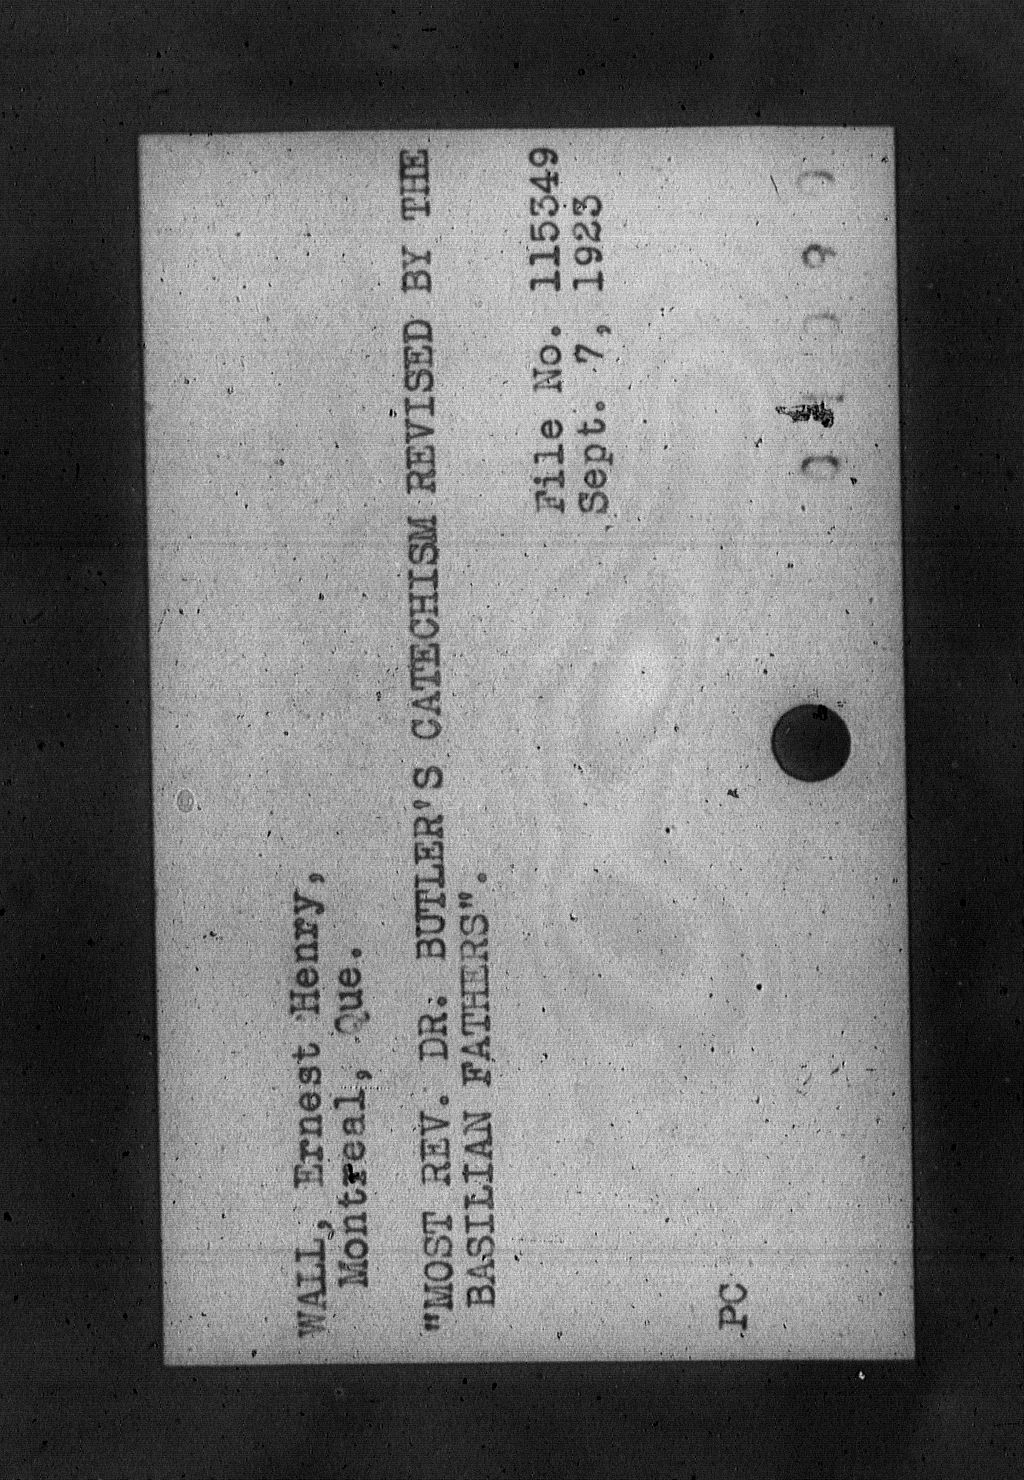 WALL, Ernest Henry,
Montreal, Que.
"MOST REV. DR. BUTLER'S CATECHISM REVISED BY THE
BASILIAN FATHERS".
File No. 115349
Sept. 7, 1923
PC